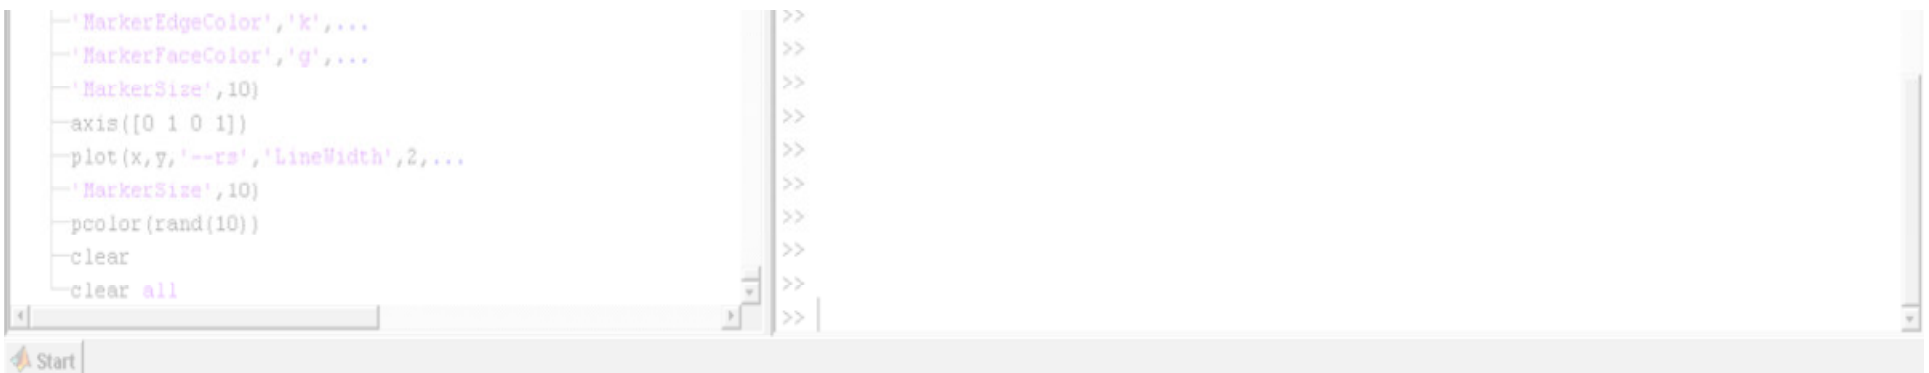 'MarkerEdgeColor','k',...
'MarkerFaceColor','g',...
'MarkerSize',10)
axis([0 1 0 1])
plot(x,y,'--rs','LineWidth',2,...
'MarkerSize',10)
pcolor(rand(10))
clear
clear all
>>
>>
>>
>>
>>
>>
>>
>>
>>
>>
Start